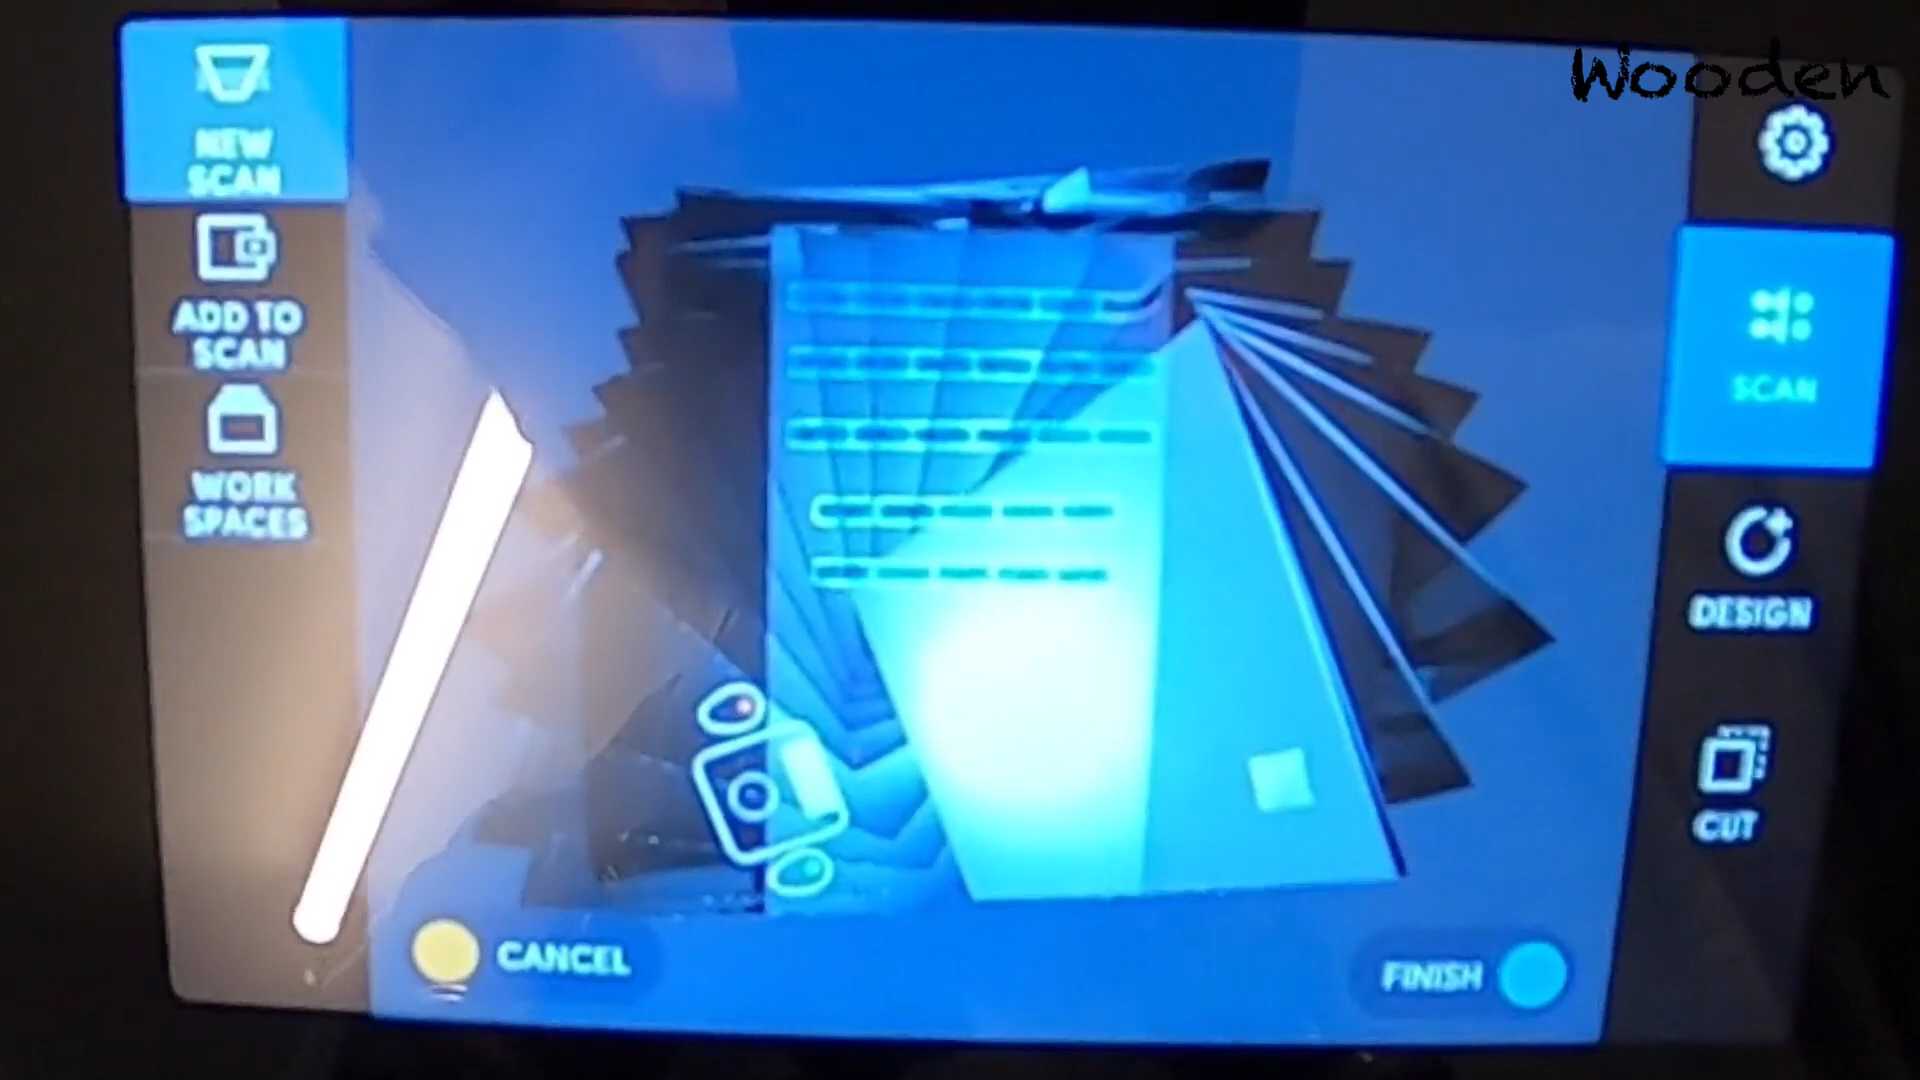 Wooden
NEW
SCAN
ADD TO
SCAN
WORK
SPACES
SCAN
DESIGN
CUT
CANCEL
FINISH